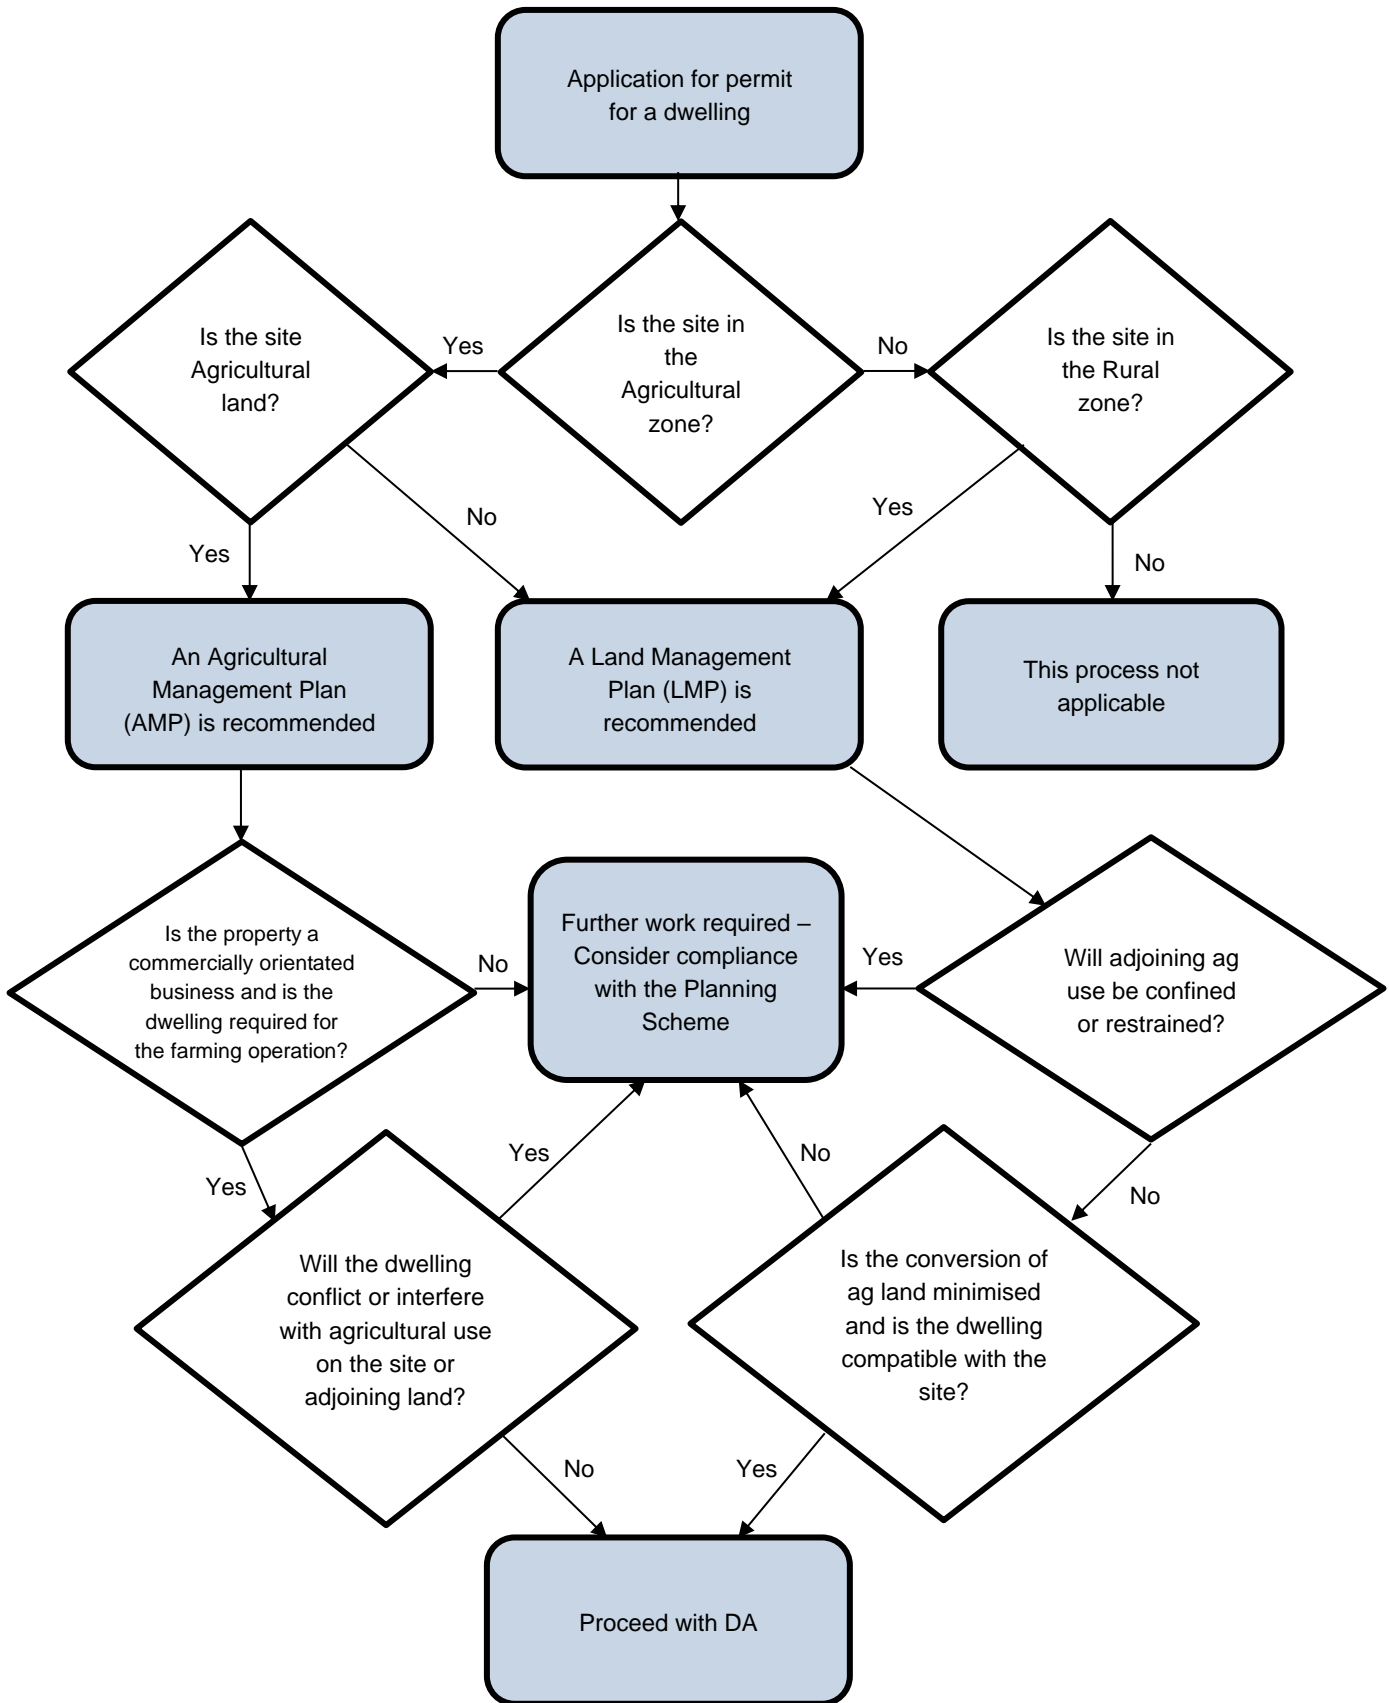 Application for permit
for a dwelling
Is the site
Agricultural
land?
Yes
Is the site in
the
Agricultural
zone?
No
Is the site in
the Rural
zone?
Yes
No
Yes
No
An Agricultural
Management Plan
(AMP) is recommended
A Land Management
Plan (LMP) is
recommended
This process not
applicable
Is the property a
commercially orientated
business and is the
dwelling required for
the farming operation?
No
Further work required –
Consider compliance
with the Planning
Scheme
Yes
Will adjoining ag
use be confined
or restrained?
Yes
Yes
No
No
Will the dwelling
conflict or interfere
with agricultural use
on the site or
adjoining land?
Is the conversion of
ag land minimised
and is the dwelling
compatible with the
site?
No
Yes
Proceed with DA